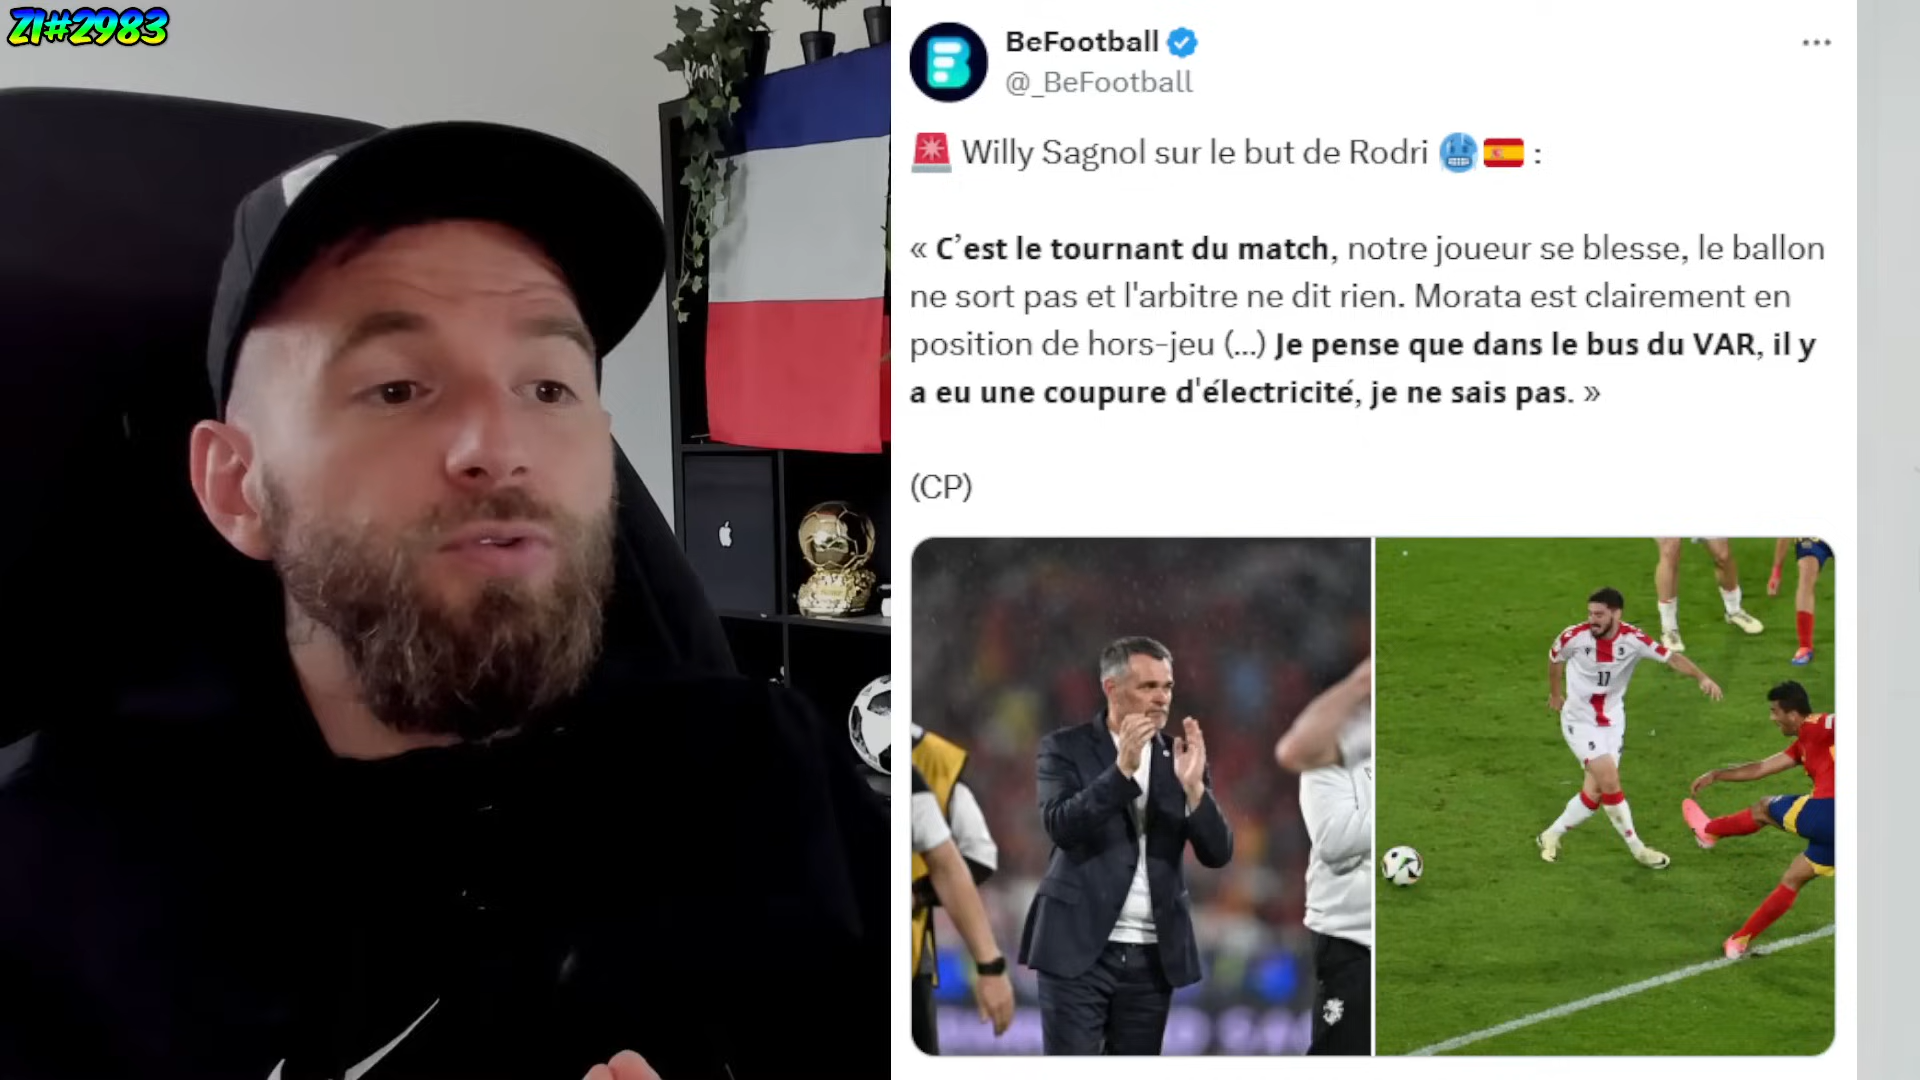 ZI#2983
BeFootball
@_BeFootball
Willy Sagnol sur le but de Rodri :
« C’est le tournant du match, notre joueur se blesse, le ballon
ne sort pas et l'arbitre ne dit rien. Morata est clairement en
position de hors-jeu (...) Je pense que dans le bus du VAR, il y
a eu une coupure d'électricité, je ne sais pas. »
(CP)
17